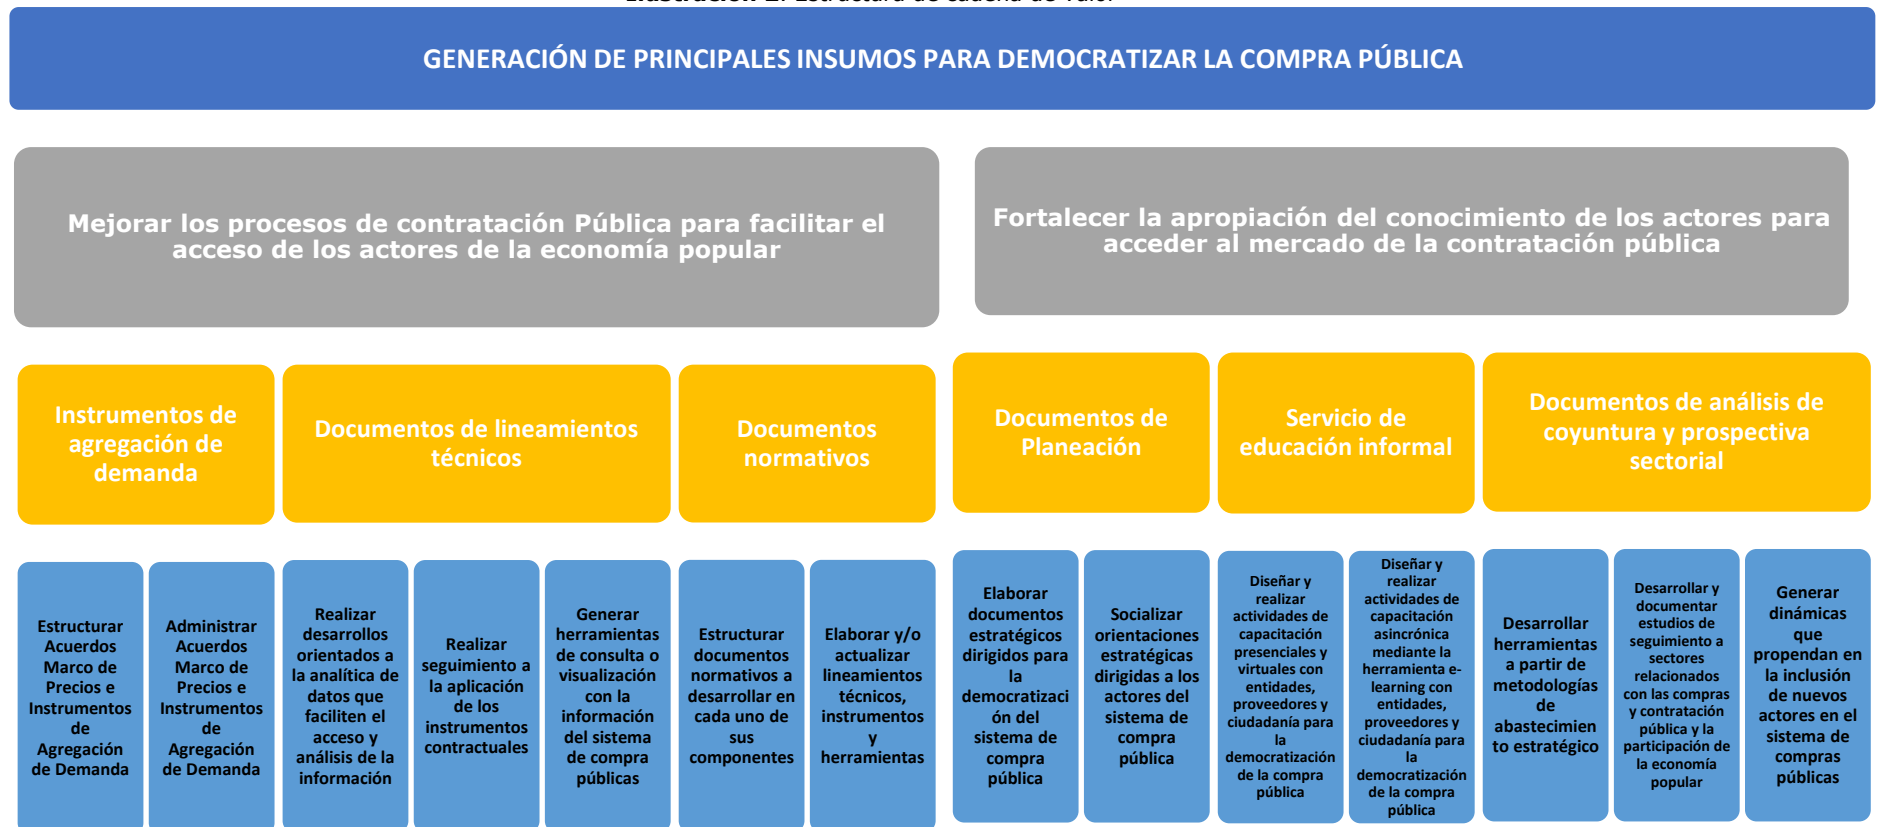 Ilustración 2. Estructura de cadena de valor
GENERACIÓN DE PRINCIPALES INSUMOS PARA DEMOCRATIZAR LA COMPRA PÚBLICA
Mejorar los procesos de contratación Pública para facilitar el
acceso de los actores de la economía popular
Fortalecer la apropiación del conocimiento de los actores para
acceder al mercado de la contratación pública
Instrumentos de
agregación de
demanda
Documentos de lineamientos
técnicos
Documentos
normativos
Documentos de
Planeación
Servicio de
educación informal
Documentos de análisis de
coyuntura y prospectiva
sectorial
Estructurar
Acuerdos
Marco de
Precios e
Instrumentos
de
Agregación
de Demanda
Administrar
Acuerdos
Marco de
Precios e
Instrumentos
de
Agregación
de Demanda
Realizar
desarrollos
orientados a
la analítica de
datos que
faciliten el
acceso y
análisis de la
información
Realizar
seguimiento a
la aplicación
de los
instrumentos
contractuales
Generar
herramientas
de consulta o
visualización
con la
información
del sistema
de compra
públicas
Estructurar
documentos
normativos a
desarrollar en
cada uno de
sus
componentes
Elaborar y/o
actualizar
lineamientos
técnicos,
instrumentos
y
herramientas
Elaborar
documentos
estratégicos
dirigidos para
la
democratizaci
ón del
sistema de
compra
pública
Socializar
orientaciones
estratégicas
dirigidas a los
actores del
sistema de
compra
pública
Diseñar y
realizar
actividades de
capacitación
presenciales y
virtuales con
entidades,
proveedores y
ciudadanía para
la
democratización
de la compra
pública
Diseñar y
realizar
actividades de
capacitación
asincrónica
mediante la
herramienta e-
learning con
entidades,
proveedores y
ciudadanía para
la
democratización
de la compra
pública
Desarrollar
herramientas
a partir de
metodologías
de
abastecimien
to estratégico
Desarrollar y
documentar
estudios de
seguimiento a
sectores
relacionados
con las compras
y contratación
pública y la
participación de
la economía
popular
Generar
dinámicas
que
propendan en
la inclusión
de nuevos
actores en el
sistema de
compras
públicas